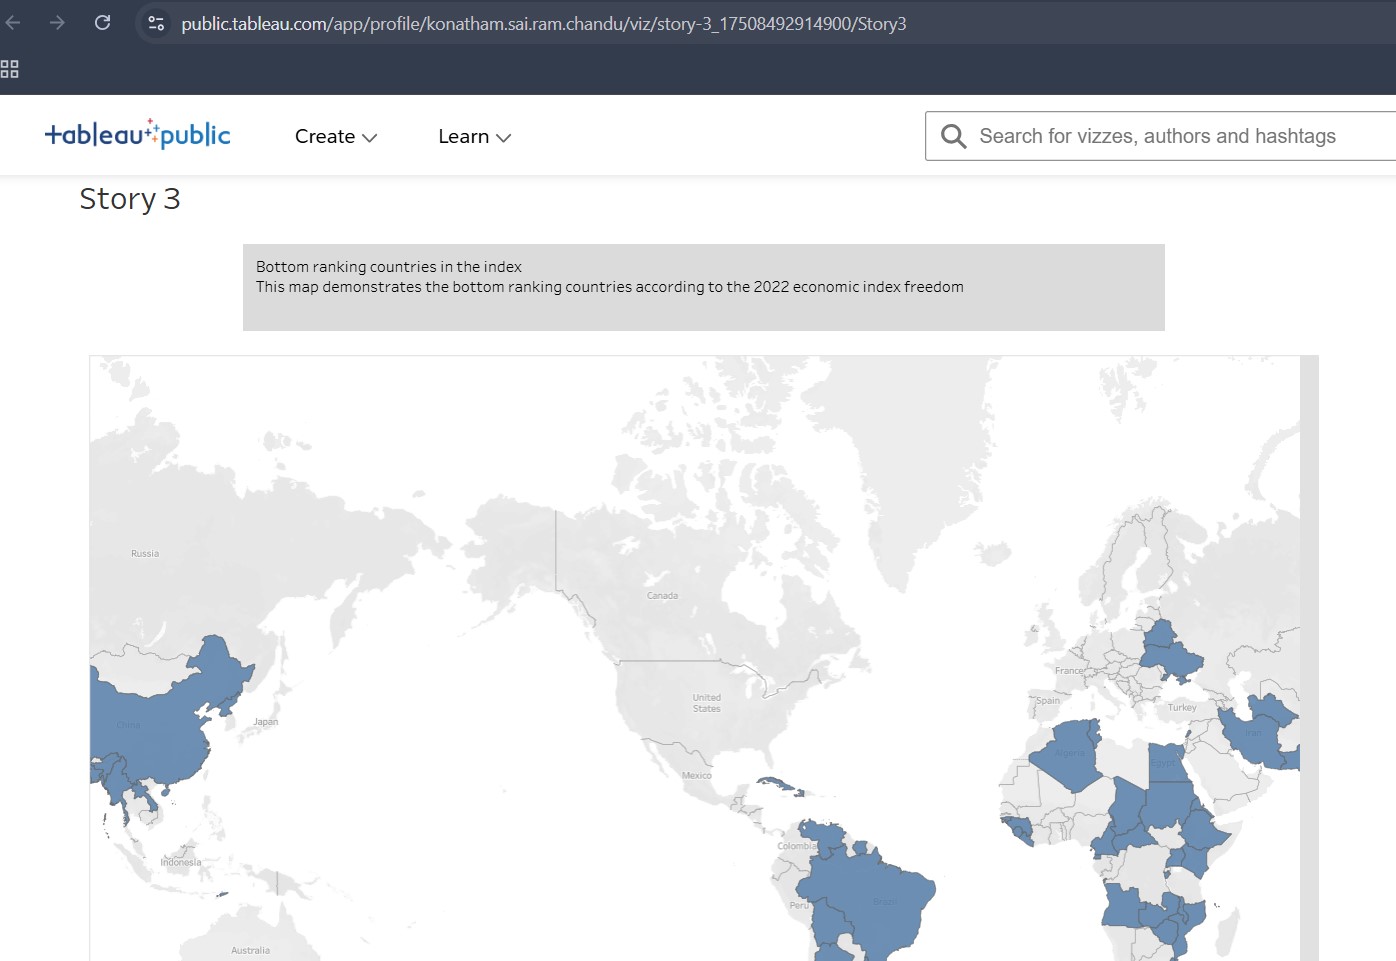 public.tableau.com/app/profile/konatham.sai.ram.chandu/viz/story-3_17508492914900/Story3
tableau public
Create
Learn
Search for vizzes, authors and hashtags
Story 3
Bottom ranking countries in the index
This map demonstrates the bottom ranking countries according to the 2022 economic index freedom
Russia
Canada
France
United
States
Spain
Turkey
China
Japan
Iran
Algeria
Egypt
Mexico
Colombia
Indonesia
Peru
Brazil
Australia